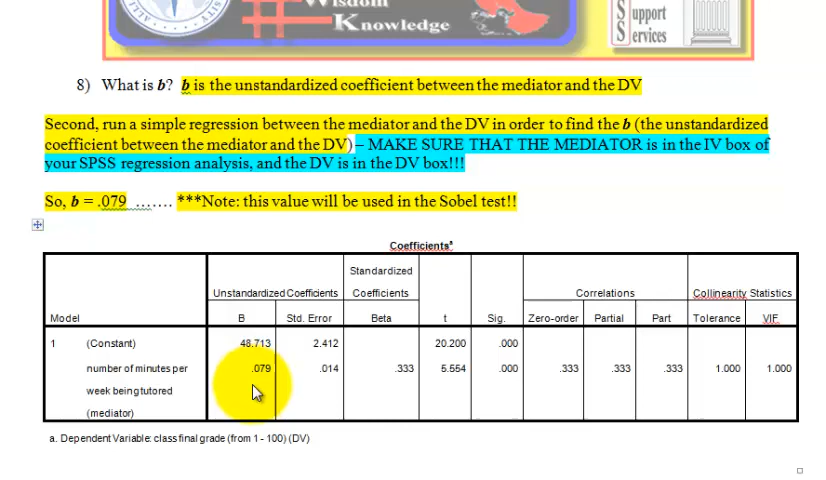 Wisdom
Knowledge
Support
Services
8) What is b? b is the unstandardized coefficient between the mediator and the DV
Second, run a simple regression between the mediator and the DV in order to find the b (the unstandardized
coefficient between the mediator and the DV) – MAKE SURE THAT THE MEDIATOR is in the IV box of
your SPSS regression analysis, and the DV is in the DV box!!!
So, b = .079 ……. ***Note: this value will be used in the Sobel test!!
Coefficientsª
Standardized
Unstandardized Coefficients Coefficients Correlations Collinearity Statistics
Model B Std. Error Beta t Sig. Zero-order Partial Part Tolerance VIF
1 (Constant) 48.713 2.412 20.200 .000
number of minutes per .079 .014 .333 5.554 .000 .333 .333 .333 1.000 1.000
week being tutored
(mediator)
a. Dependent Variable: class final grade (from 1 - 100) (DV)